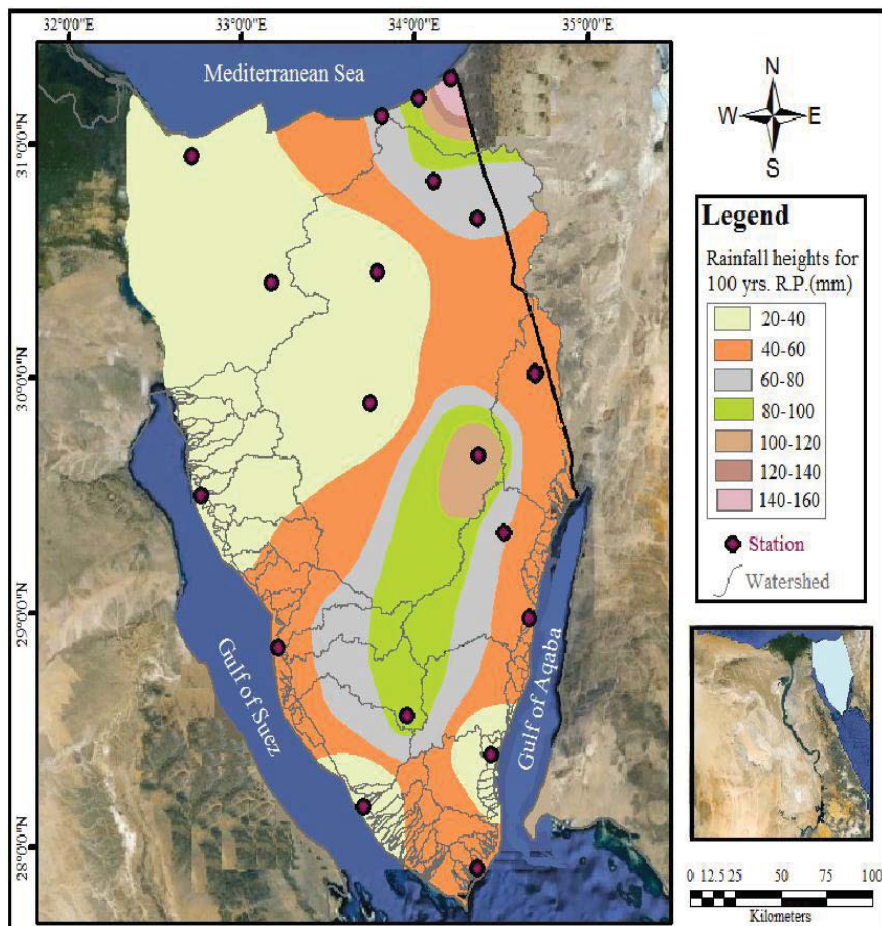 32°0'0"E
33°0'0"E
34°0'0"E
35°0'0"E
31°0'0"N
30°0'0"N
29°0'0"N
28°0'0"N
Mediterranean Sea
Gulf of Suez
Gulf of Aqaba
N
W
E
S
Legend
Rainfall heights for
100 yrs. R.P.(mm)
20-40
40-60
60-80
80-100
100-120
120-140
140-160
Station
Watershed
0 12.5 25 50 75 100
Kilometers